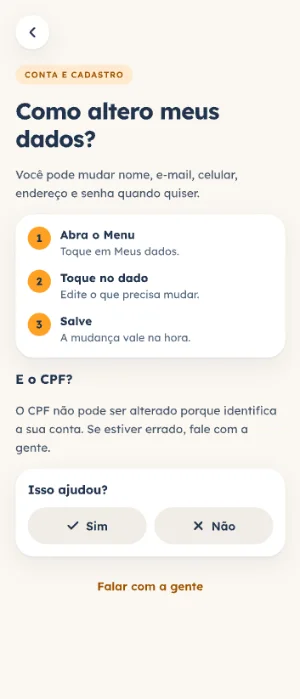 CONTA E CADASTRO
Como altero meus
dados?
Você pode mudar nome, e-mail, celular,
endereço e senha quando quiser.
1 Abra o Menu
Toque em Meus dados.
2 Toque no dado
Edite o que precisa mudar.
3 Salve
A mudança vale na hora.
E o CPF?
O CPF não pode ser alterado porque identifica
a sua conta. Se estiver errado, fale com a
gente.
Isso ajudou?
Sim Não
Falar com a gente